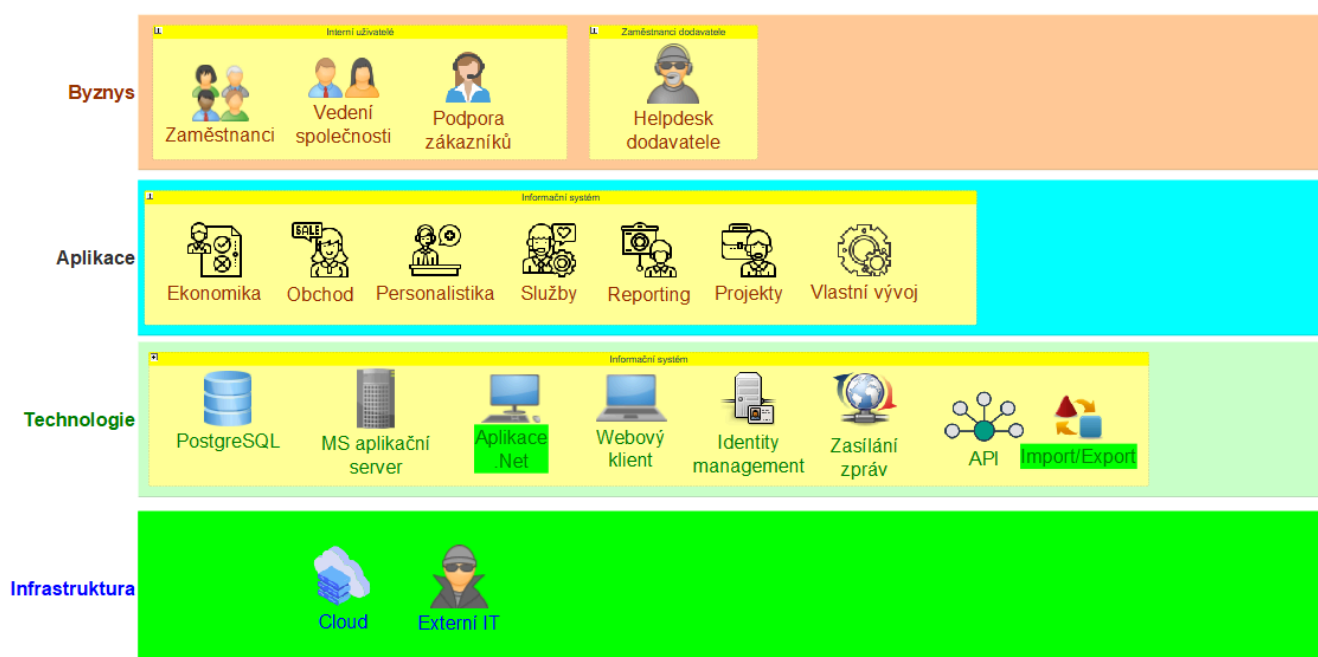 Interní uživatelé
Zaměstnanci dodavatele
Byznys
Zaměstnanci
Vedení
společnosti
Podpora
zákazníků
Helpdesk
dodavatele
Informační systém
Aplikace
Ekonomika
Obchod
Personalistika
Služby
Reporting
Projekty
Vlastní vývoj
Informační systém
Technologie
PostgreSQL
MS aplikační
server
Aplikace
.Net
Webový
klient
Identity
management
Zasílání
zpráv
API
Import/Export
Infrastruktura
Cloud
Externí IT
SALE